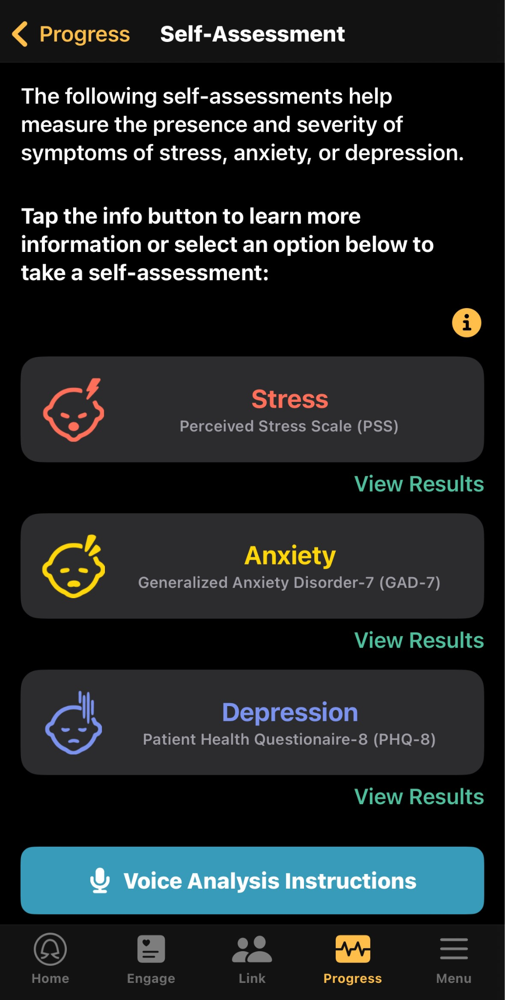 Progress
Self-Assessment
The following self-assessments help
measure the presence and severity of
symptoms of stress, anxiety, or depression.
Tap the info button to learn more
information or select an option below to
take a self-assessment:
i
Stress
Perceived Stress Scale (PSS)
View Results
Anxiety
Generalized Anxiety Disorder-7 (GAD-7)
View Results
Depression
Patient Health Questionaire-8 (PHQ-8)
View Results
Voice Analysis Instructions
Home
Engage
Link
Progress
Menu